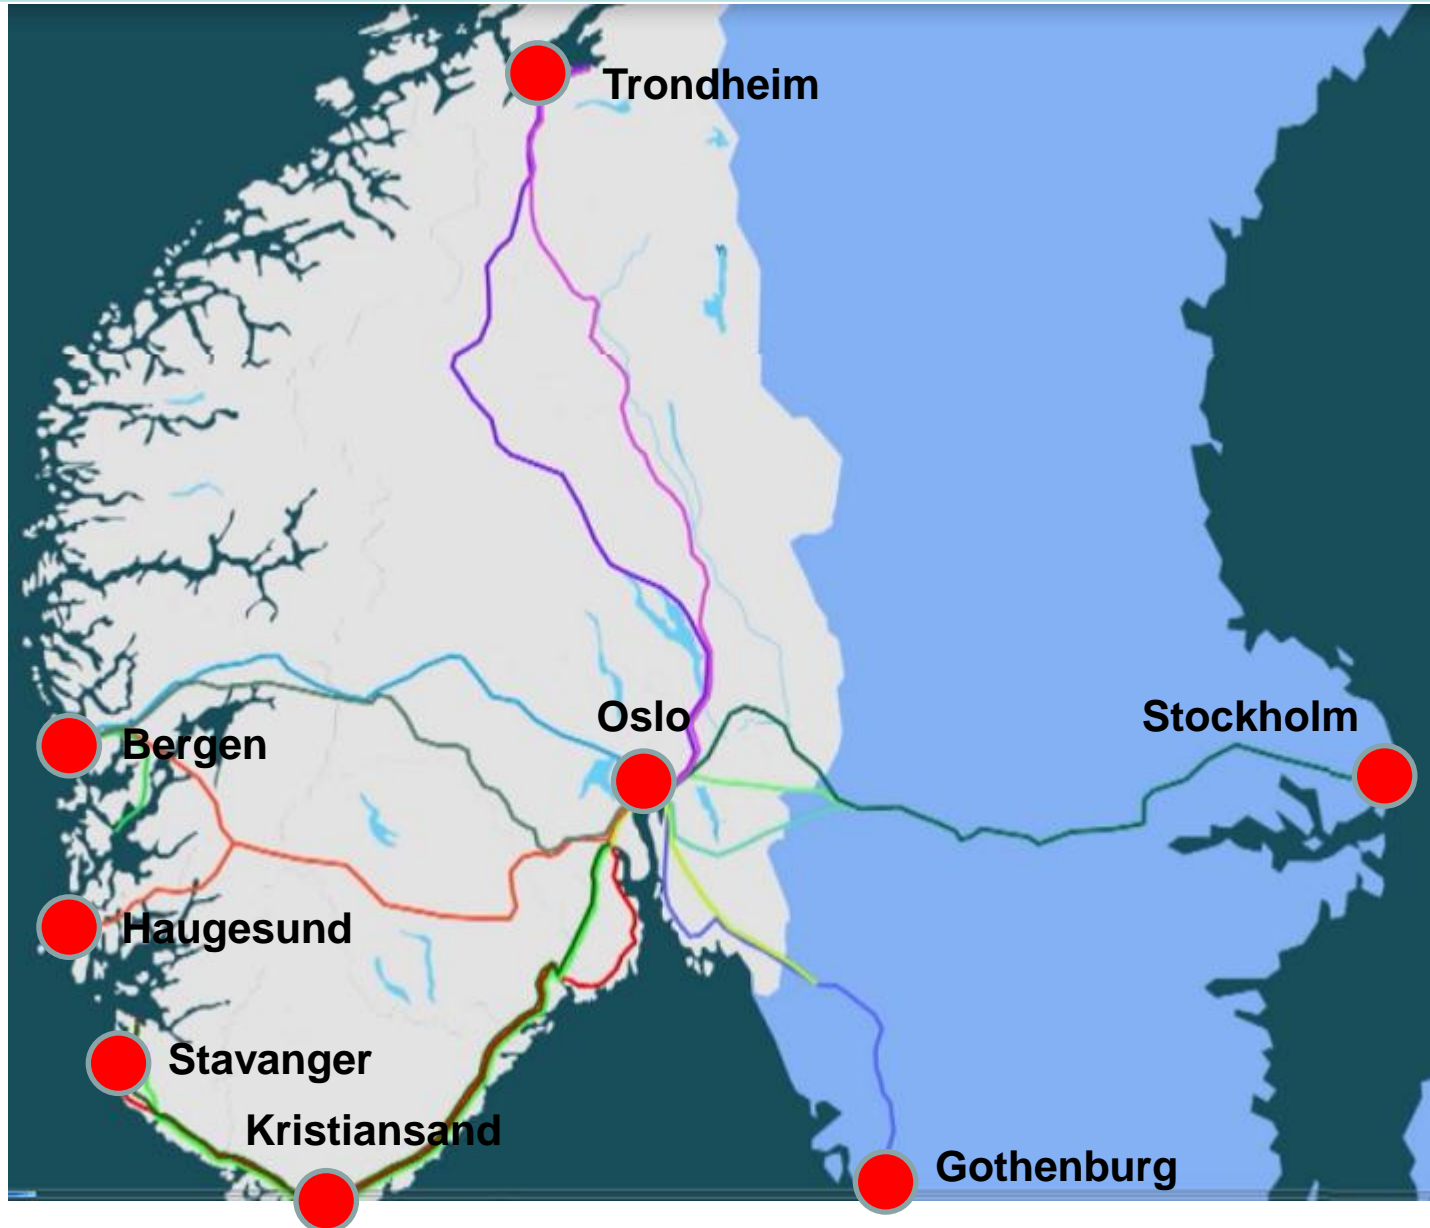 Trondheim
Oslo
Stockholm
Bergen
Haugesund
Stavanger
Kristiansand
Gothenburg